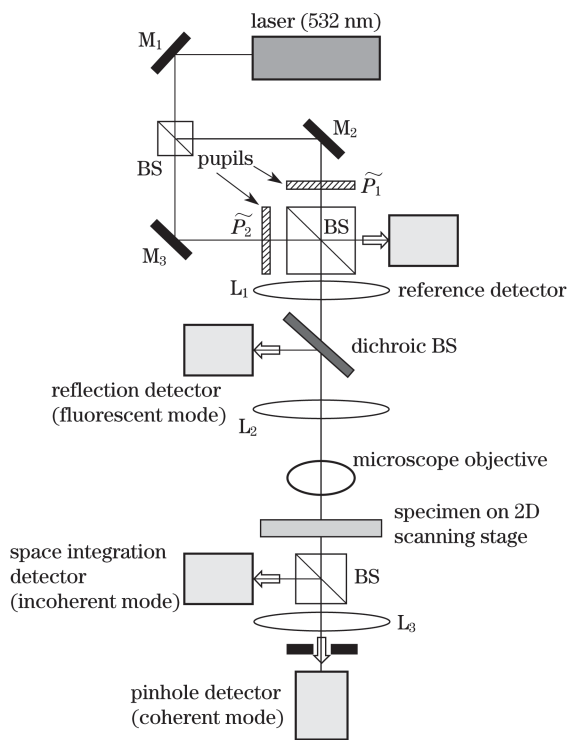 laser (532 nm)
M₁
M₂
BS
pupils
P̃₁
P̃₂
BS
M₃
L₁
reference detector
dichroic BS
reflection detector
(fluorescent mode)
L₂
microscope objective
specimen on 2D
scanning stage
space integration
detector
(incoherent mode)
BS
L₃
pinhole detector
(coherent mode)